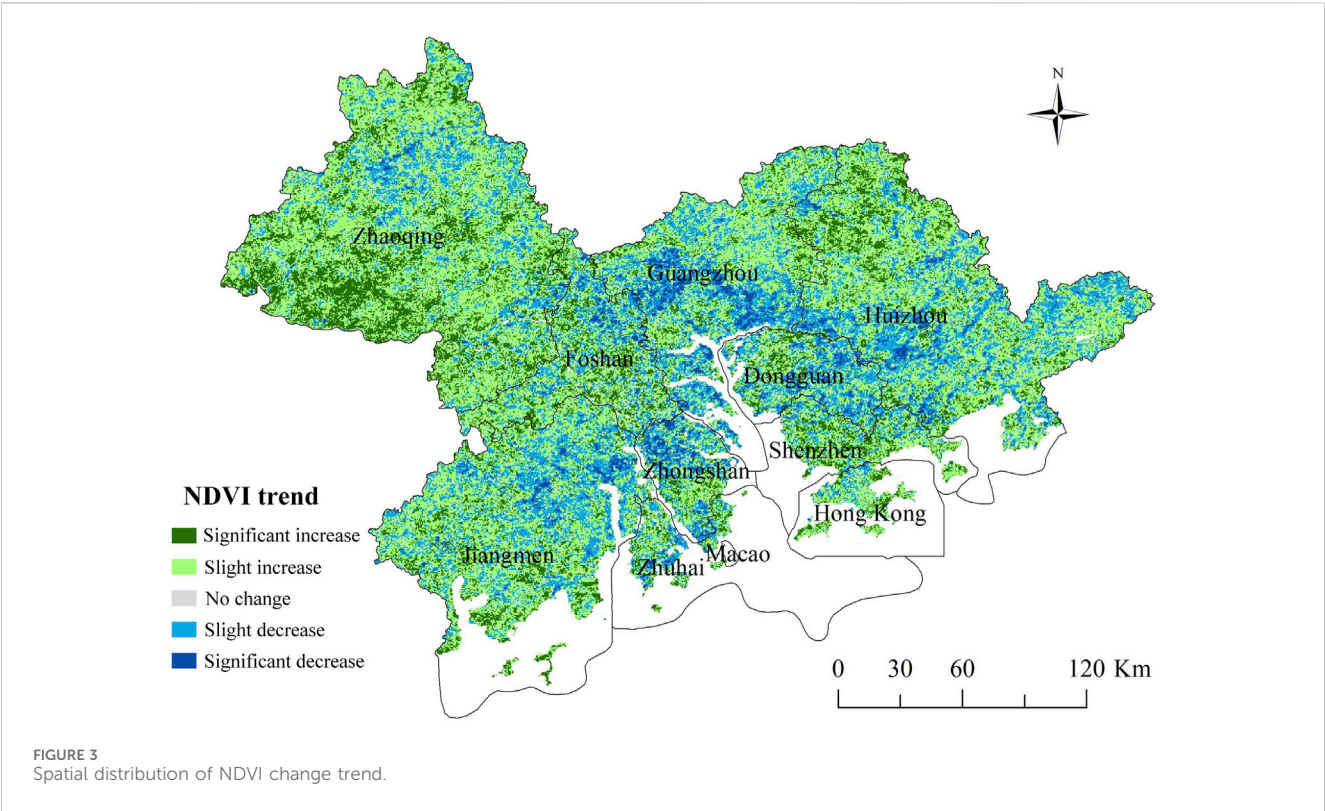 N
Zhaoqing
Guangzhou
Huizhou
Foshan
Dongguan
Shenzhen
Zhongshan
Hong Kong
Jiangmen
Zhuhai
Macao
NDVI trend
Significant increase
Slight increase
No change
Slight decrease
Significant decrease
0 30 60 120 Km
FIGURE 3
Spatial distribution of NDVI change trend.